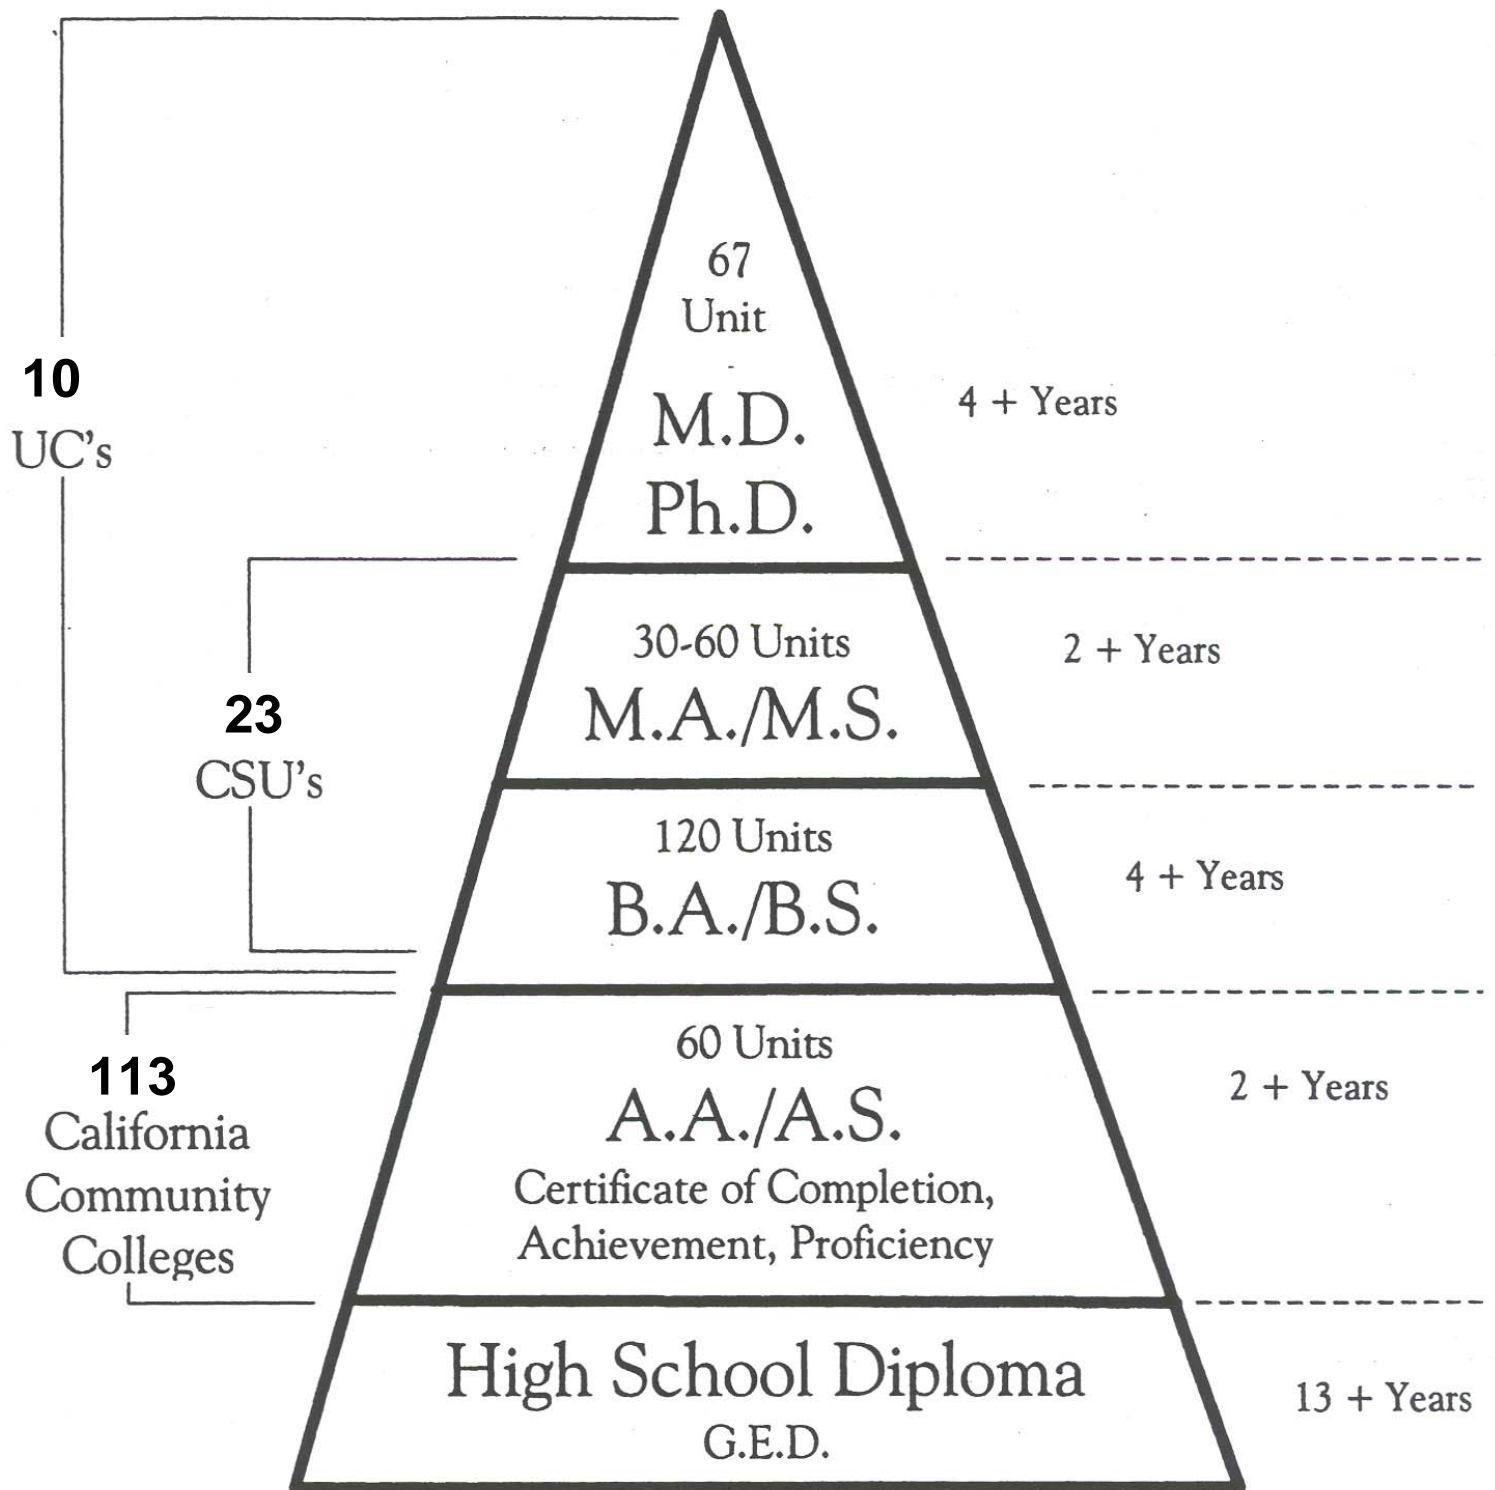 67
Unit
M.D.
Ph.D.
4 + Years
10
UC's
30-60 Units
M.A./M.S.
2 + Years
23
CSU's
120 Units
B.A./B.S.
4 + Years
60 Units
A.A./A.S.
Certificate of Completion,
Achievement, Proficiency
2 + Years
113
California
Community
Colleges
High School Diploma
G.E.D.
13 + Years